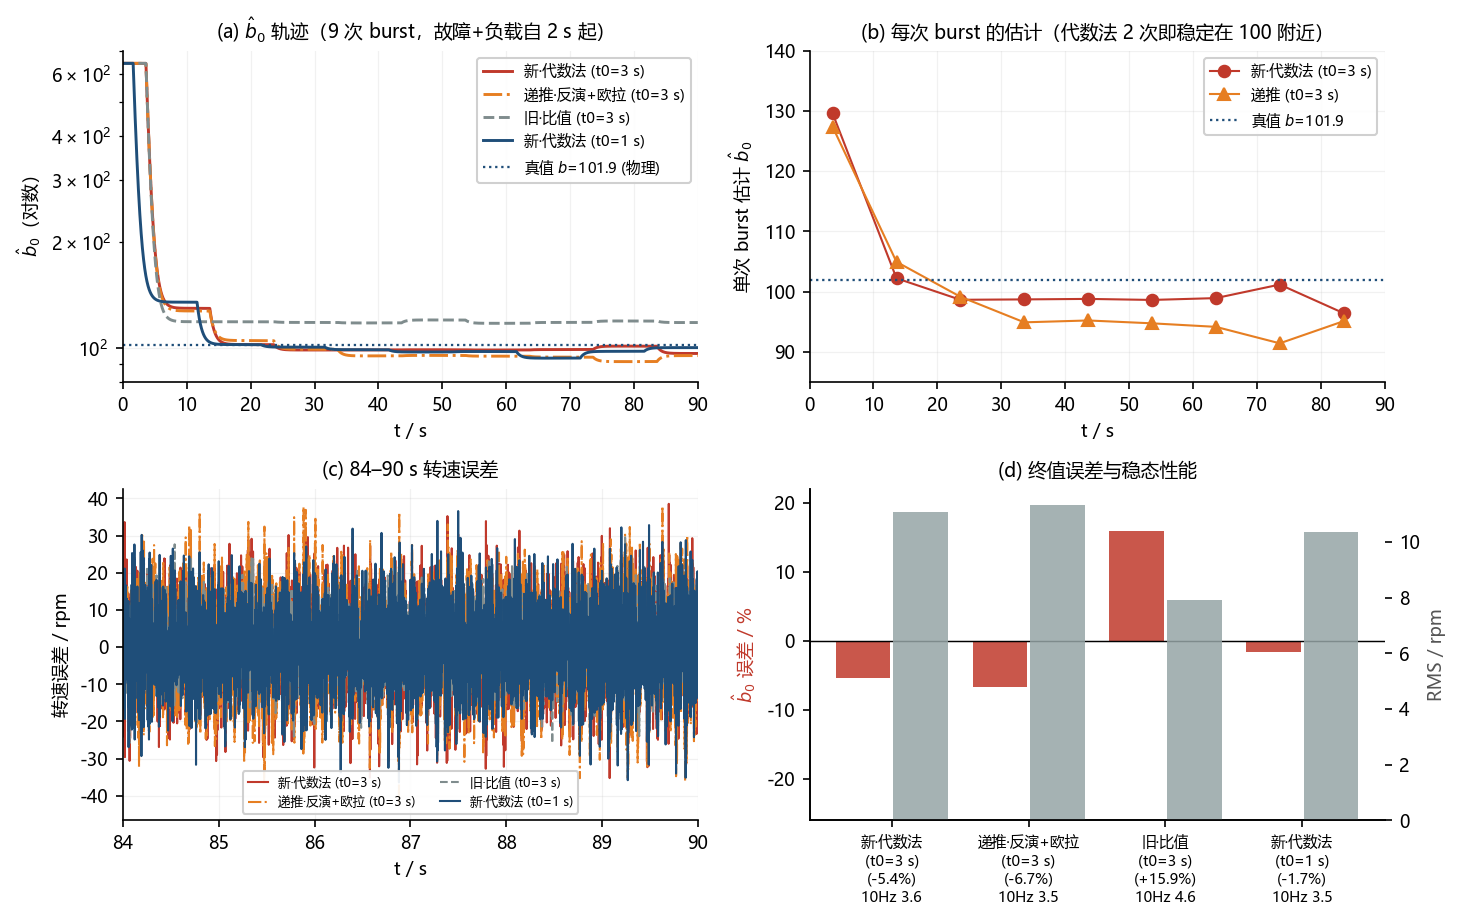 (a) b̂₀ 轨迹（9 次 burst，故障+负载自 2 s 起）
6 × 10²
4 × 10²
3 × 10²
2 × 10²
10²
b̂₀（对数）
新·代数法 (t0=3 s)
递推·反演+欧拉 (t0=3 s)
旧·比值 (t0=3 s)
新·代数法 (t0=1 s)
真值 b=101.9 (物理)
0 10 20 30 40 50 60 70 80 90
t / s
(b) 每次 burst 的估计（代数法 2 次即稳定在 100 附近）
140
130
120
110
100
90
单次 burst 估计 b̂₀
新·代数法 (t0=3 s)
递推 (t0=3 s)
真值 b=101.9
0 10 20 30 40 50 60 70 80 90
t / s
(c) 84–90 s 转速误差
40
30
20
10
0
-10
-20
-30
-40
转速误差 / rpm
新·代数法 (t0=3 s) 旧·比值 (t0=3 s)
递推·反演+欧拉 (t0=3 s) 新·代数法 (t0=1 s)
84 85 86 87 88 89 90
t / s
(d) 终值误差与稳态性能
20
10
0
-10
-20
b̂₀ 误差 / %
10
8
6
4
2
0
RMS / rpm
新·代数法 递推·反演+欧拉 旧·比值 新·代数法
(t0=3 s) (t0=3 s) (t0=3 s) (t0=1 s)
(-5.4%) (-6.7%) (+15.9%) (-1.7%)
10Hz 3.6 10Hz 3.5 10Hz 4.6 10Hz 3.5